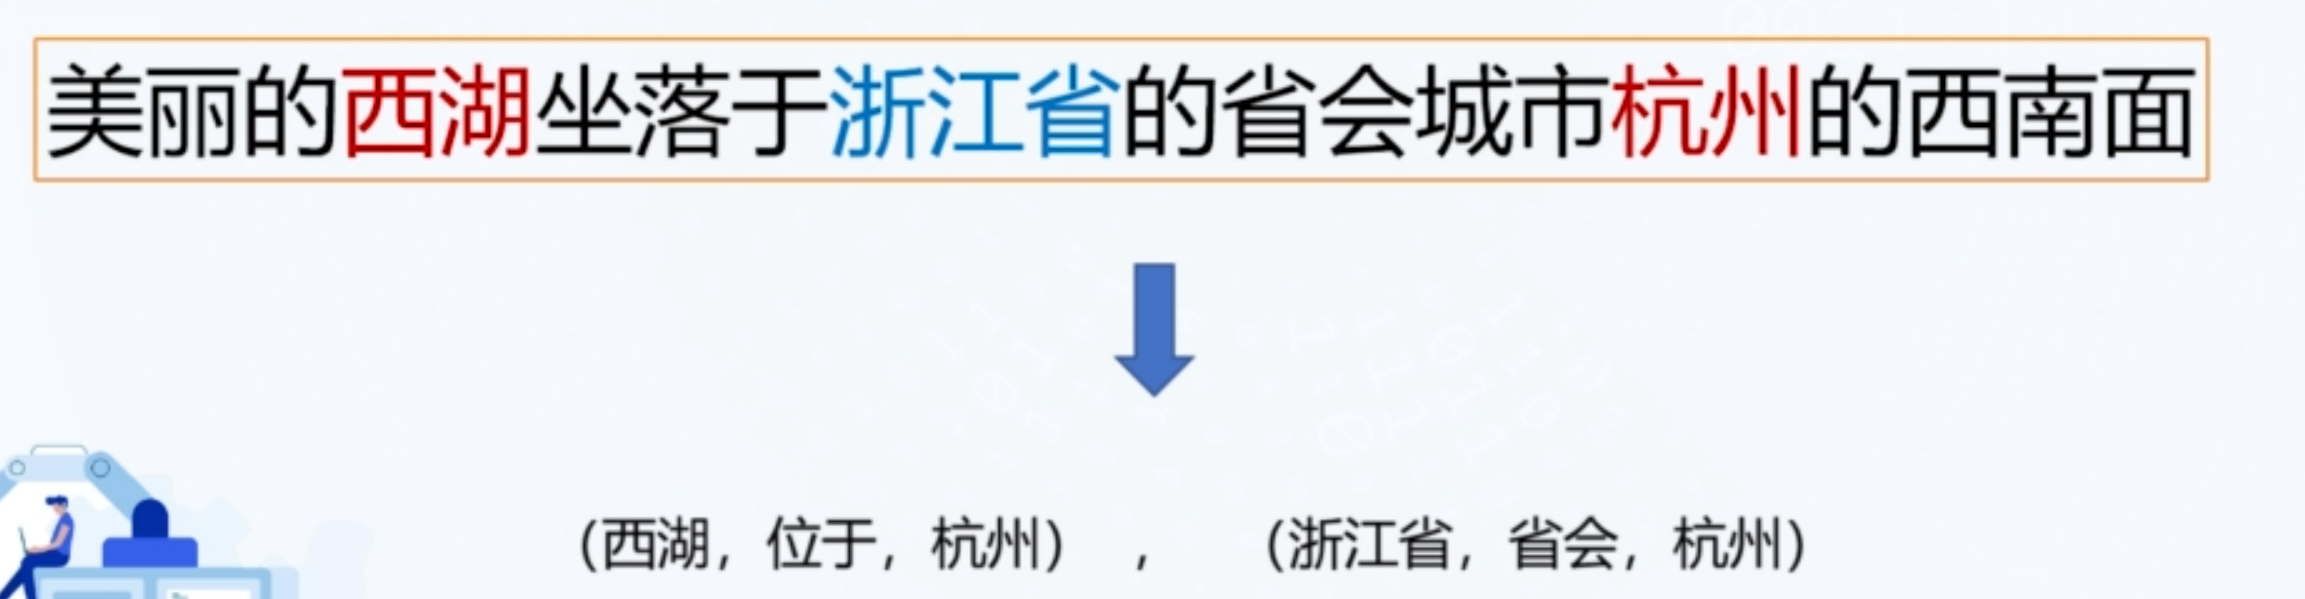 美丽的西湖坐落于浙江省的省会城市杭州的西南面
（西湖，位于，杭州） ， （浙江省，省会，杭州）